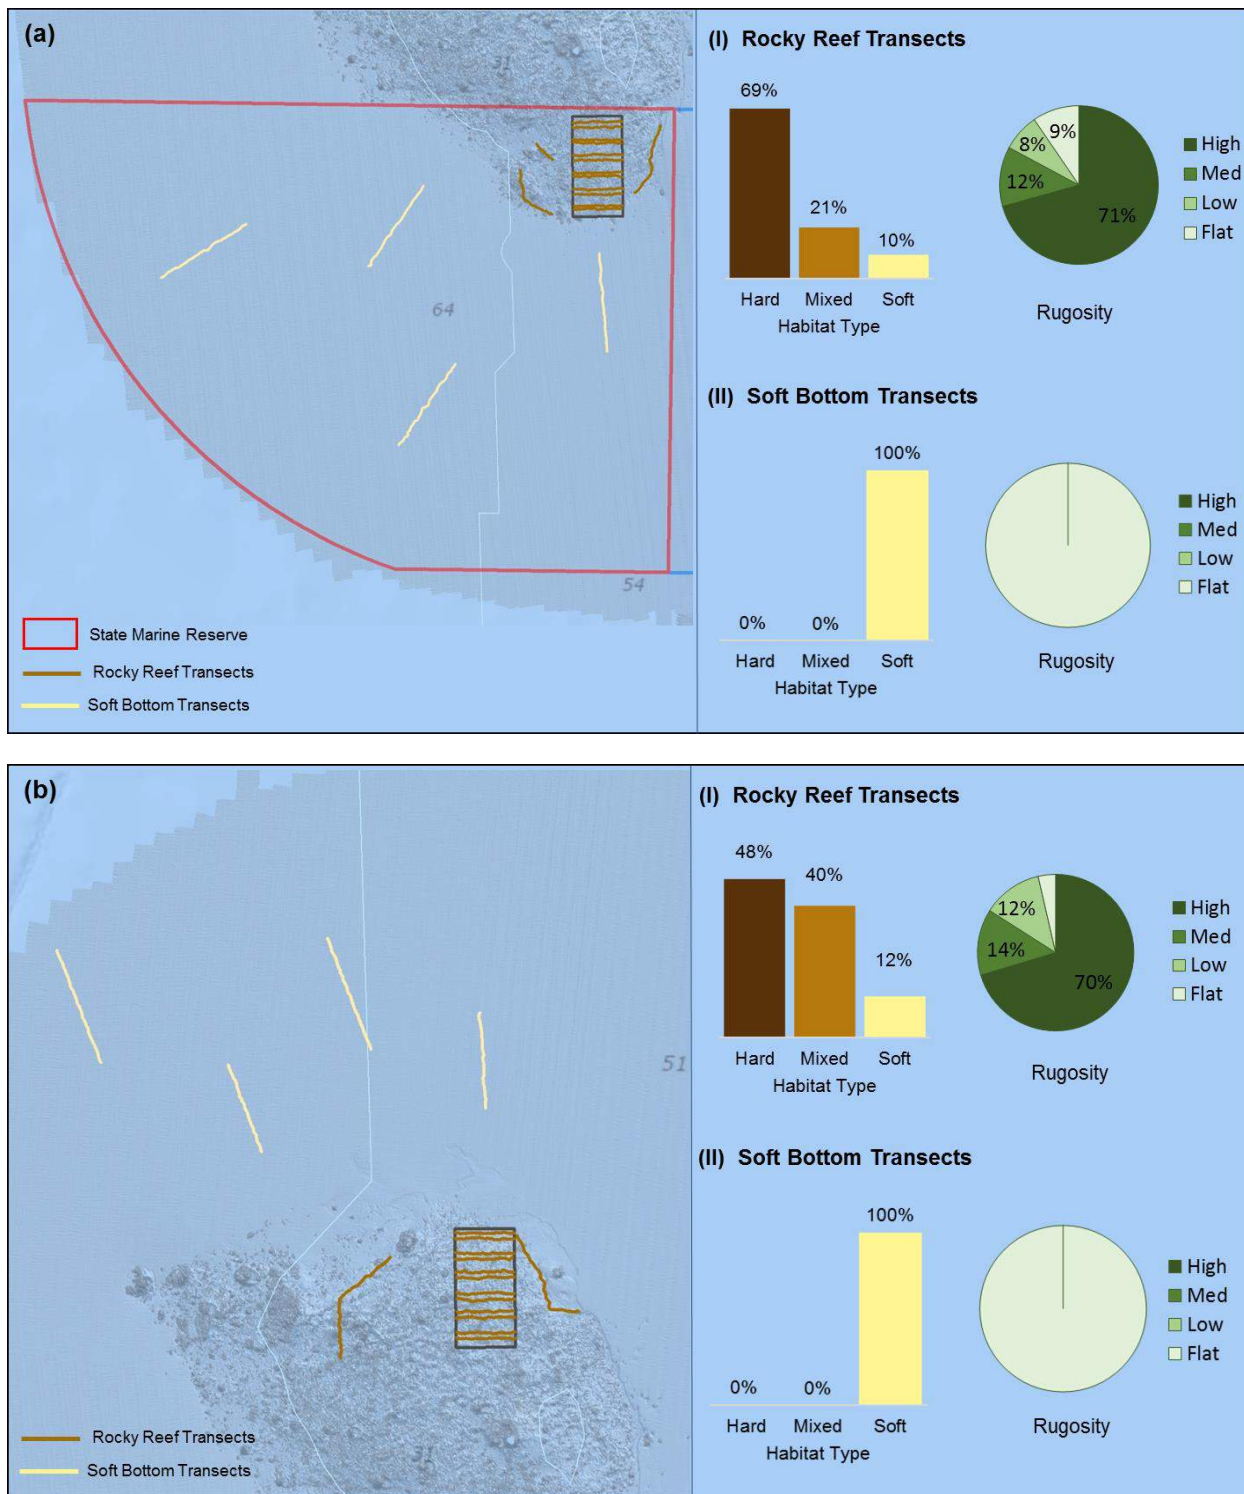 (a)
31
64
54
State Marine Reserve
Rocky Reef Transects
Soft Bottom Transects
(I) Rocky Reef Transects
69%
21%
10%
Hard Mixed Soft
Habitat Type
9%
8%
12%
71%
High
Med
Low
Flat
Rugosity
(II) Soft Bottom Transects
100%
0% 0%
Hard Mixed Soft
Habitat Type
High
Med
Low
Flat
Rugosity
(b)
51
31
Rocky Reef Transects
Soft Bottom Transects
(I) Rocky Reef Transects
48%
40%
12%
Hard Mixed Soft
Habitat Type
12%
14%
70%
High
Med
Low
Flat
Rugosity
(II) Soft Bottom Transects
100%
0% 0%
Hard Mixed Soft
Habitat Type
High
Med
Low
Flat
Rugosity